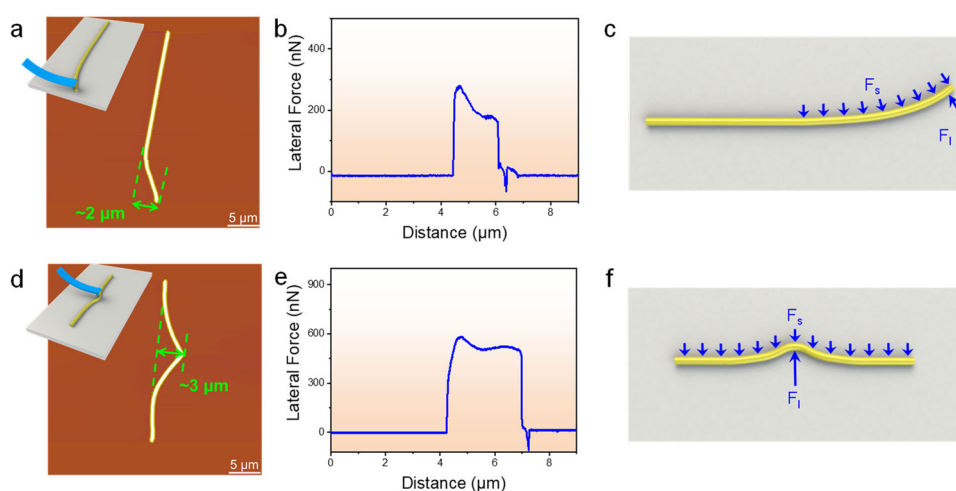 a
~2 μm
5 μm
b
Lateral Force (nN)
400
200
0
0
2
4
6
8
Distance (μm)
c
Fs
Fl
d
~3 μm
5 μm
e
Lateral Force (nN)
900
600
300
0
0
2
4
6
8
Distance (μm)
f
Fs
Fl